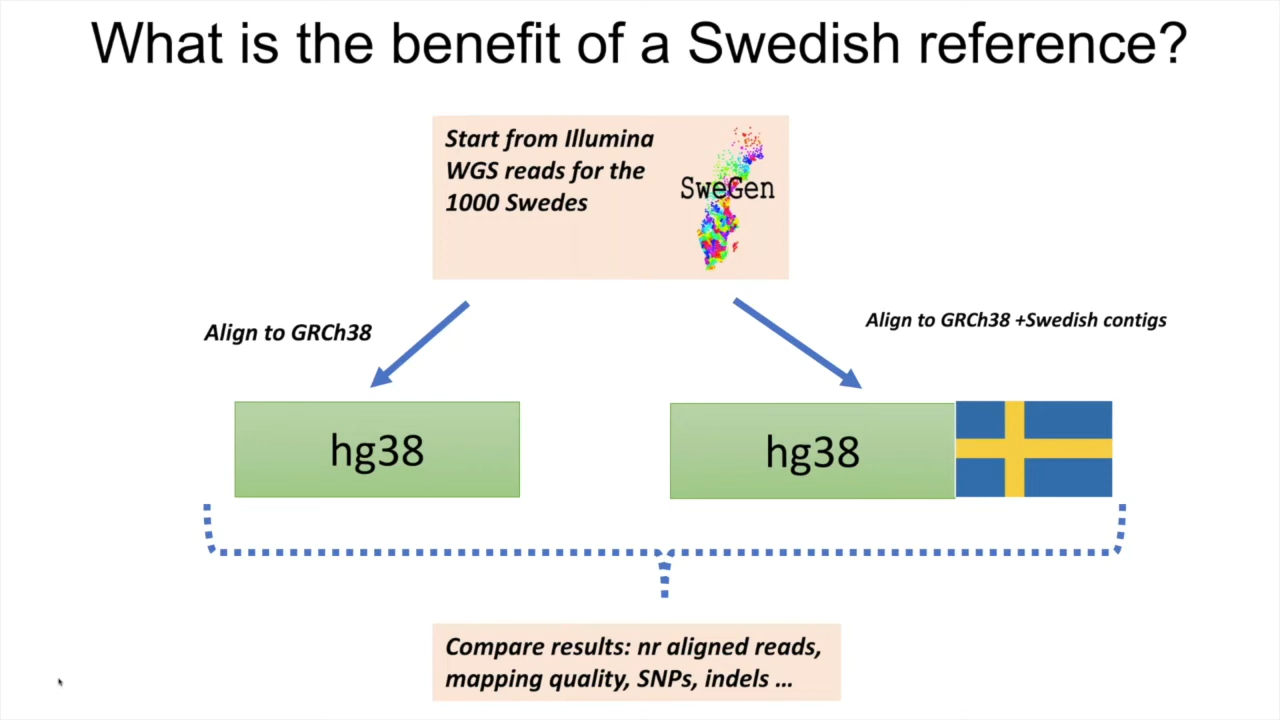 What is the benefit of a Swedish reference?
Start from Illumina
WGS reads for the
1000 Swedes
SweGen
Align to GRCh38
Align to GRCh38 +Swedish contigs
hg38
hg38
Compare results: nr aligned reads,
mapping quality, SNPs, indels ...